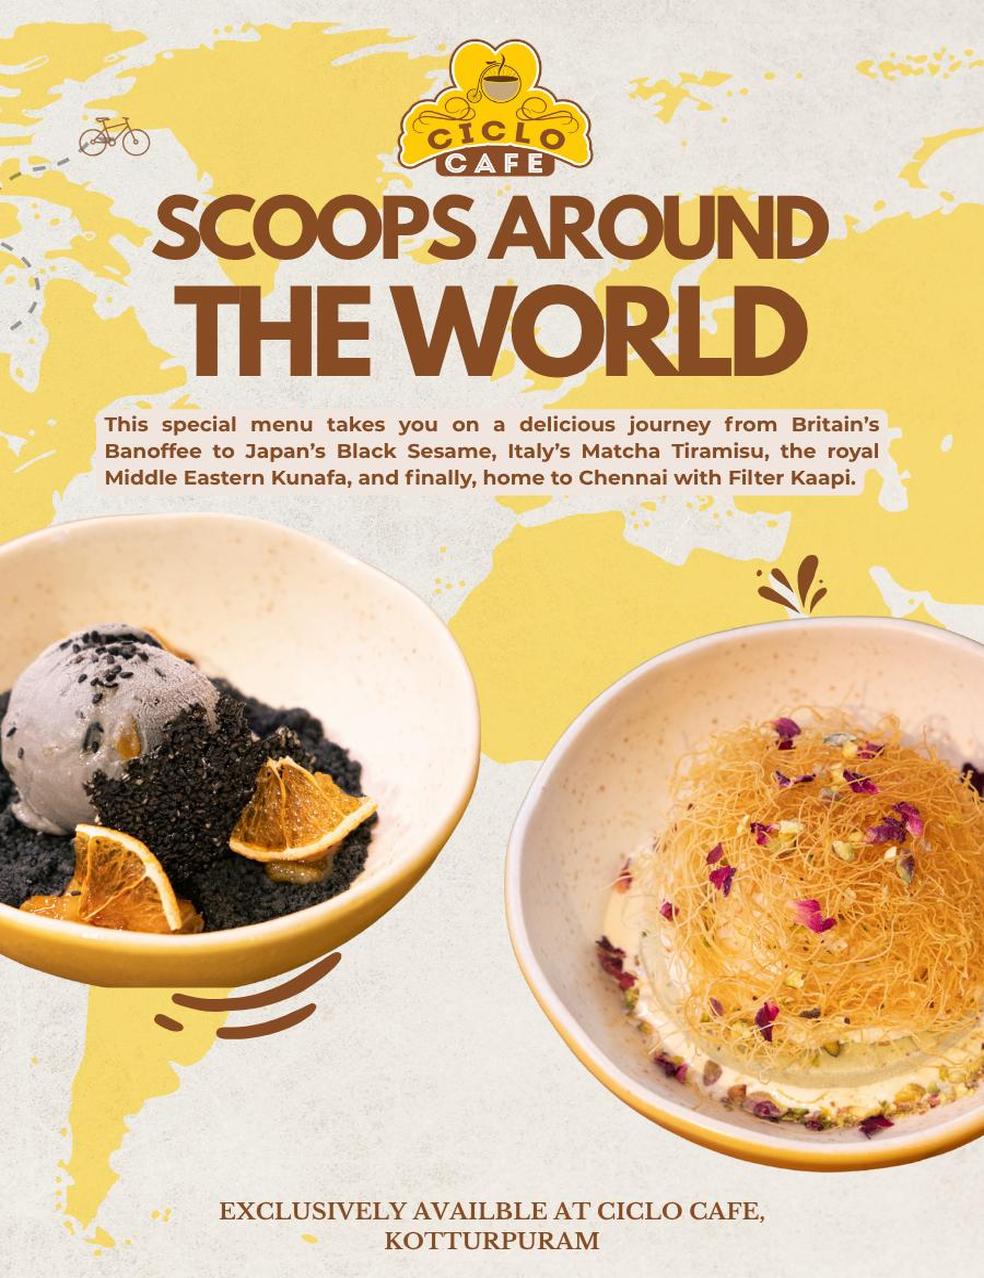 CICLO
CAFE
SCOOPS AROUND
THE WORLD
This special menu takes you on a delicious journey from Britain’s
Banoffee to Japan’s Black Sesame, Italy’s Matcha Tiramisu, the royal
Middle Eastern Kunafa, and finally, home to Chennai with Filter Kaapi.
EXCLUSIVELY AVAILBLE AT CICLO CAFE,
KOTTURPURAM